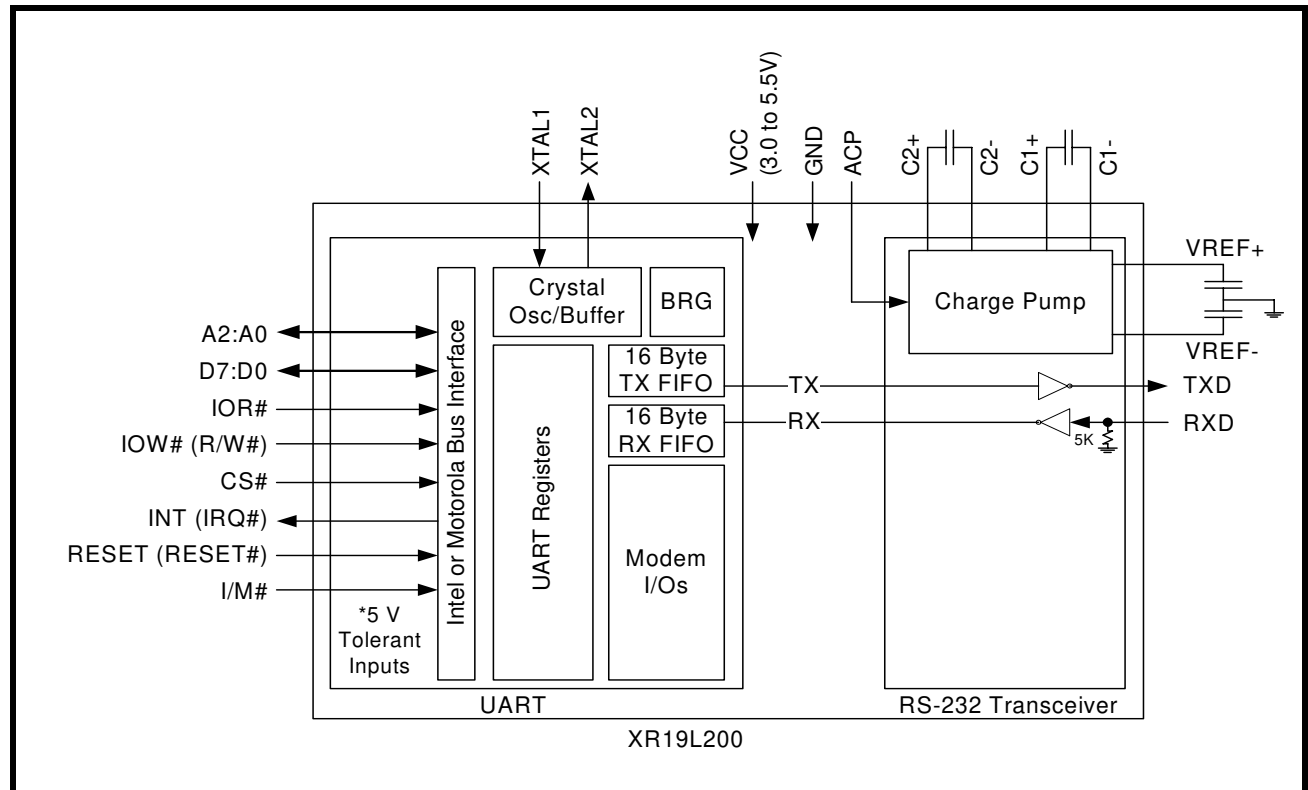 XTAL1
XTAL2
VCC
(3.0 to 5.5V)
GND
ACP
C2+
C2-
C1+
C1-
VREF+
VREF-
Crystal
Osc/Buffer
BRG
Charge Pump
A2:A0
D7:D0
IOR#
IOW# (R/W#)
CS#
INT (IRQ#)
RESET (RESET#)
I/M#
*5 V
Tolerant
Inputs
Intel or Motorola Bus Interface
UART Registers
16 Byte
TX FIFO
16 Byte
RX FIFO
Modem
I/Os
TX
RX
5K
TXD
RXD
UART
RS-232 Transceiver
XR19L200